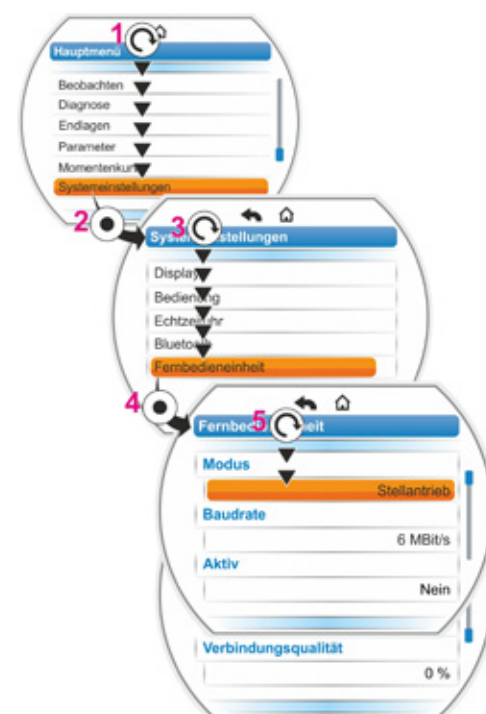 1
Hauptmenü
Beobachten
Diagnose
Endlagen
Parameter
Systemeinstellungen
2
3
Display
Echtzeituhr
Bluetooth
Fernbedieneinheit
4
5
Modus
Stellantrieb
Baudrate
6 MBit/s
Aktiv
Nein
Verbindungsqualität
0 %